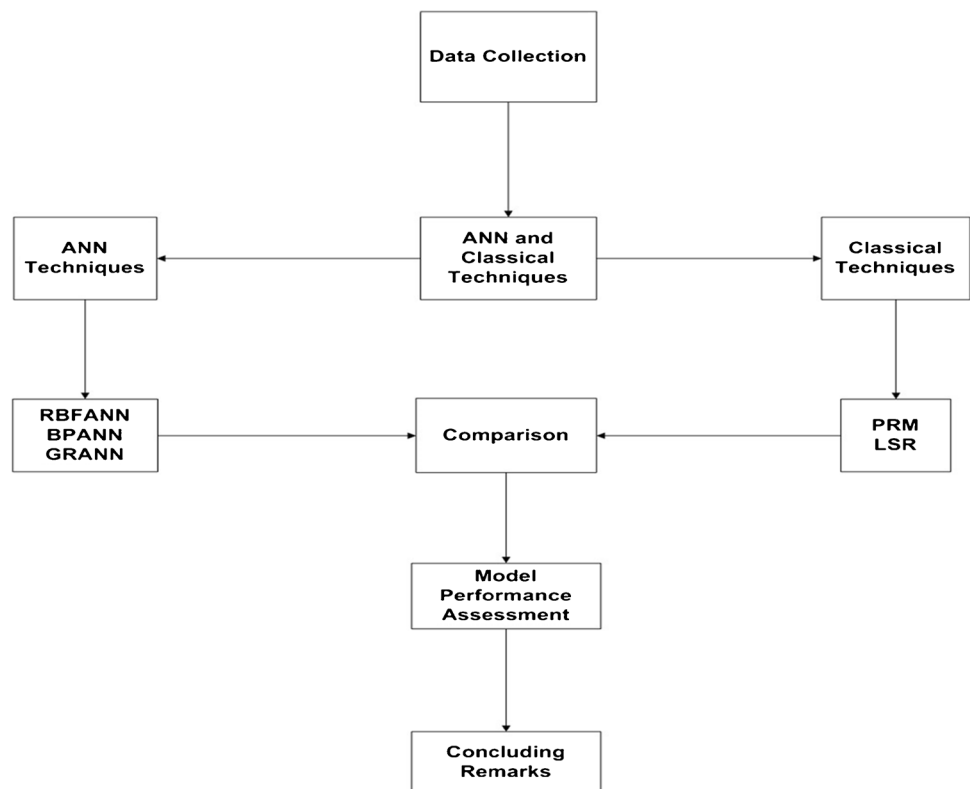 Data Collection
ANN
Techniques
ANN and
Classical
Techniques
Classical
Techniques
RBFANN
BPANN
GRANN
Comparison
PRM
LSR
Model
Performance
Assessment
Concluding
Remarks